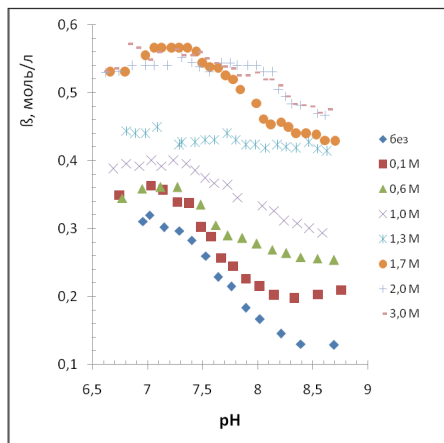 ß, моль/л
0,6
0,5
0,4
0,3
0,2
0,1
6,5 7 7,5 8 8,5 9
pH
без
0,1 М
0,6 М
1,0 М
1,3 М
1,7 М
2,0 М
3,0 М